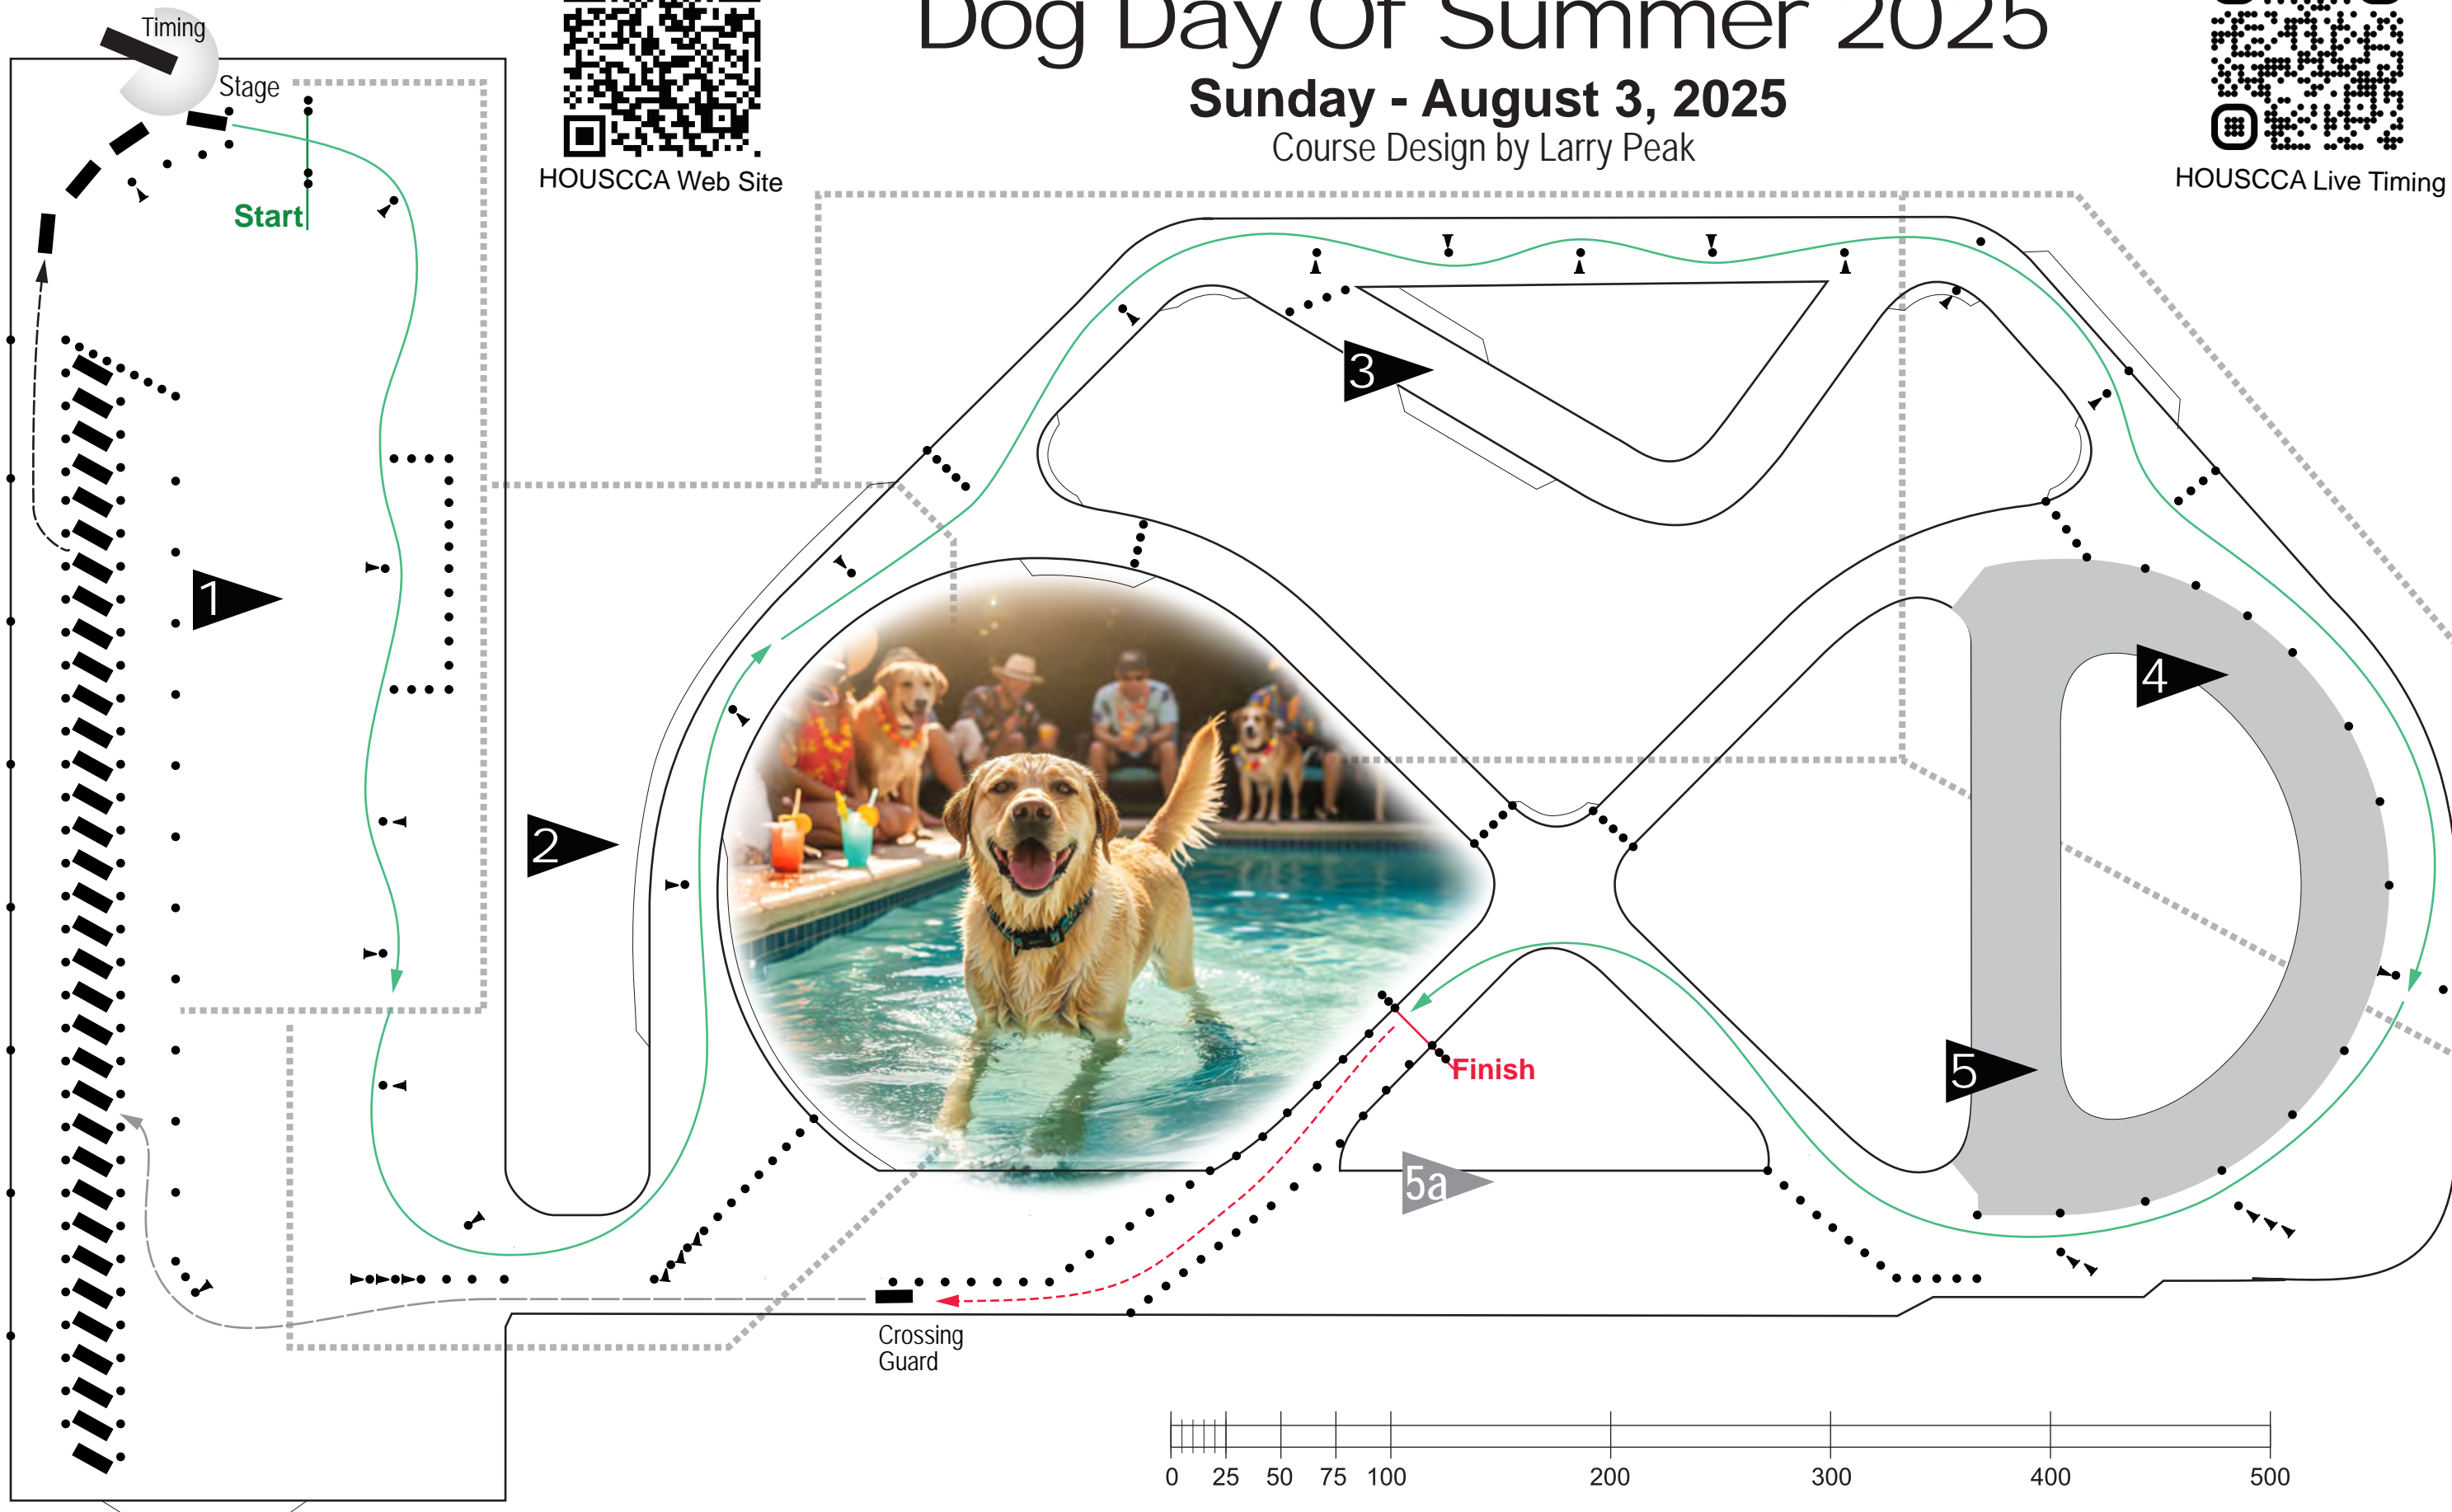 Dog Day Of Summer 2025
Sunday - August 3, 2025
Course Design by Larry Peak
HOUSCCA Web Site
HOUSCCA Live Timing
Timing
Stage
Start
1
2
3
4
5
5a
Finish
Crossing
Guard
0 25 50 75 100 200 300 400 500